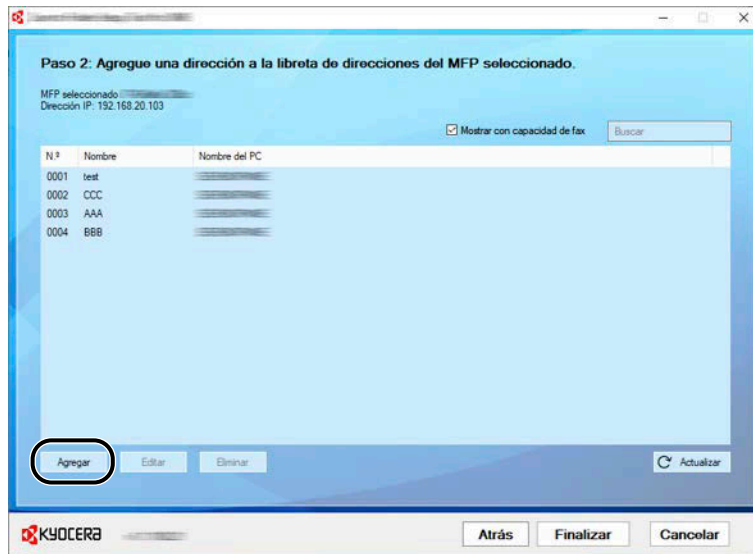 Paso 2: Agregue una dirección a la libreta de direcciones del MFP seleccionado.
MFP seleccionado
Dirección IP: 192.168.20.103
Mostrar con capacidad de fax
Buscar
N.º Nombre Nombre del PC
0001 test
0002 CCC
0003 AAA
0004 BBB
Agregar Editar Eliminar Actualizar
KYOCERA Atrás Finalizar Cancelar